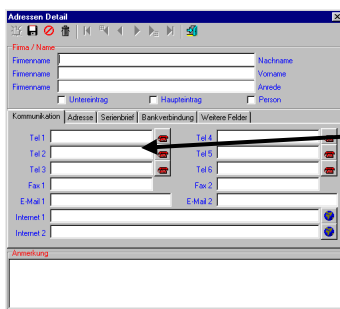 Adressen Detail
Firma / Name
Firmenname Nachname
Firmenname Vorname
Firmenname Anrede
Untereintrag Haupteintrag Person
Kommunikation Adresse Serienbrief Bankverbindung Weitere Felder
Tel 1 Tel 4
Tel 2 Tel 5
Tel 3 Tel 6
Fax 1 Fax 2
E-Mail 1 E-Mail 2
Internet 1
Internet 2
Anmerkung